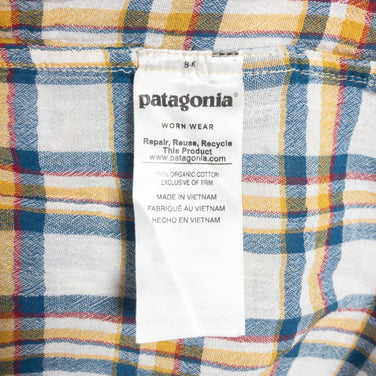 B-K
patagonia®
WORN WEAR
Repair, Reuse, Recycle
This Product
www.patagonia.com
100% ORGANIC COTTON
EXCLUSIVE OF TRIM
MADE IN VIETNAM
FABRIQUÉ AU VIETNAM
HECHO EN VIETNAM